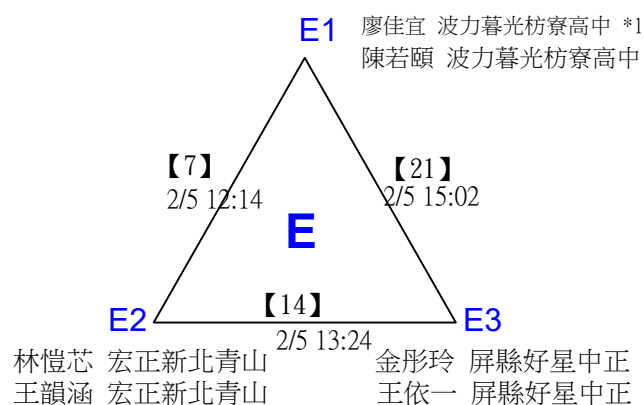 E1 廖佳宜 波力暮光枋寮高中 *1
陳若頤 波力暮光枋寮高中
【7】
2/5 12:14
【21】
2/5 15:02
E
【14】
2/5 13:24
E2
林愷芯 宏正新北青山
王韻涵 宏正新北青山
E3
金彤玲 屏縣好星中正
王依一 屏縣好星中正